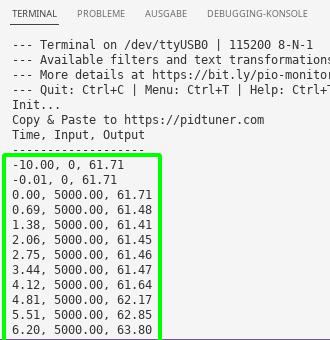 TERMINAL PROBLEME AUSGABE DEBUGGING-KONSOLE
--- Terminal on /dev/ttyUSB0 | 115200 8-N-1
--- Available filters and text transformations
--- More details at https://bit.ly/pio-monitor
--- Quit: Ctrl+C | Menu: Ctrl+T | Help: Ctrl+T
Init...
Copy & Paste to https://pidtuner.com
Time, Input, Output
-------------------
-10.00, 0, 61.71
-0.01, 0, 61.71
0.00, 5000.00, 61.71
0.69, 5000.00, 61.48
1.38, 5000.00, 61.41
2.06, 5000.00, 61.45
2.75, 5000.00, 61.46
3.44, 5000.00, 61.47
4.12, 5000.00, 61.64
4.81, 5000.00, 62.17
5.51, 5000.00, 62.85
6.20, 5000.00, 63.80